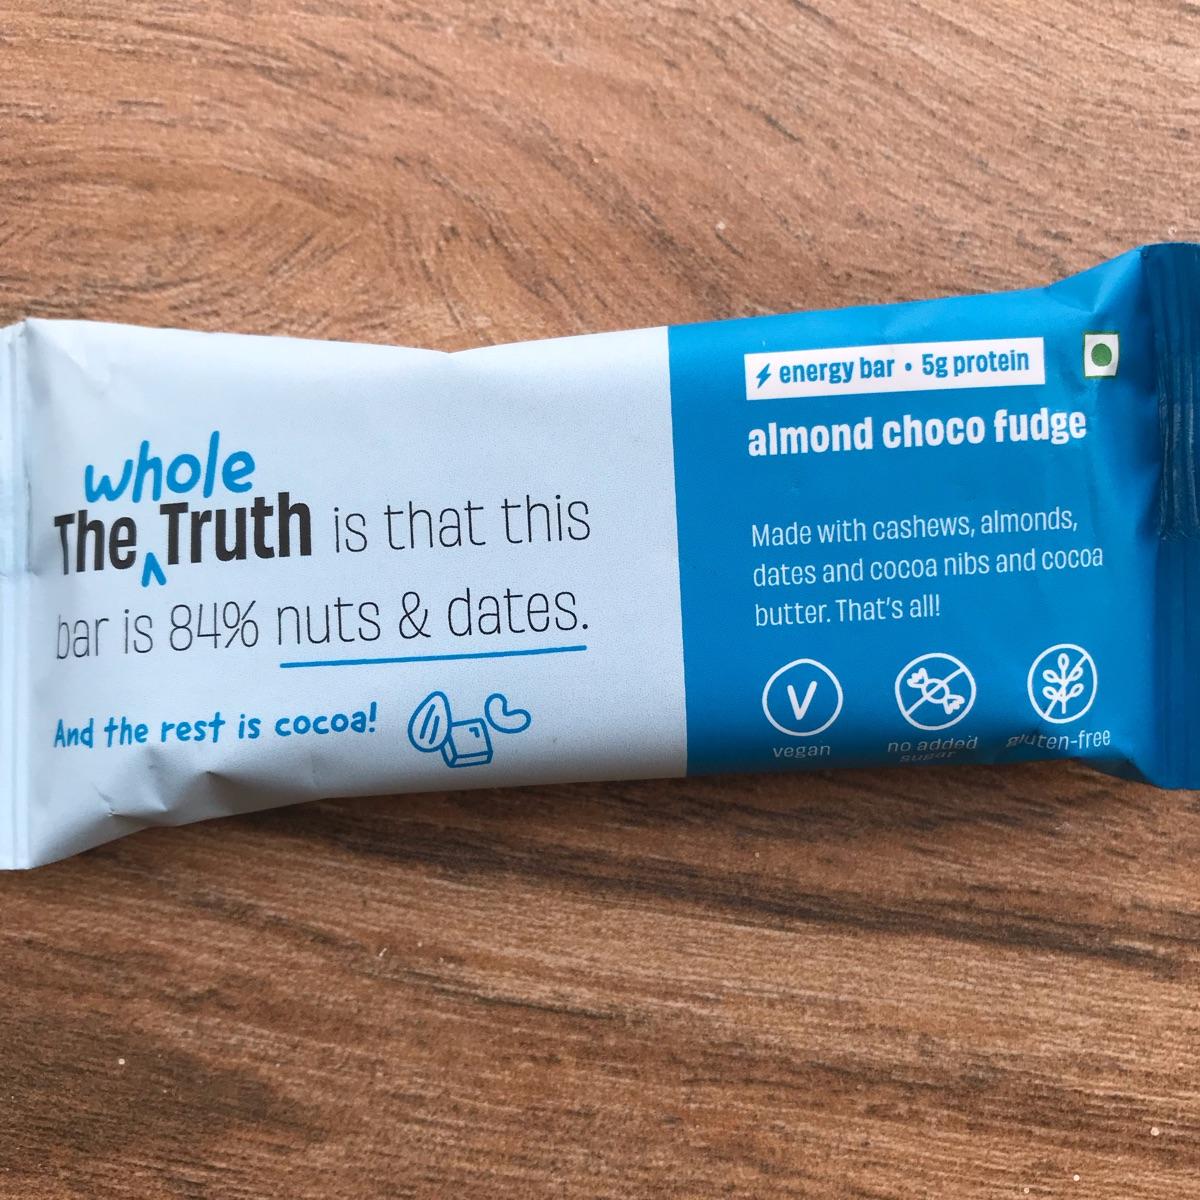 whole
The Truth is that this
bar is 84% nuts & dates.
And the rest is cocoa!
energy bar • 5g protein
almond choco fudge
Made with cashews, almonds,
dates and cocoa nibs and cocoa
butter. That's all!
V
vegan
no added
sugar
gluten-free